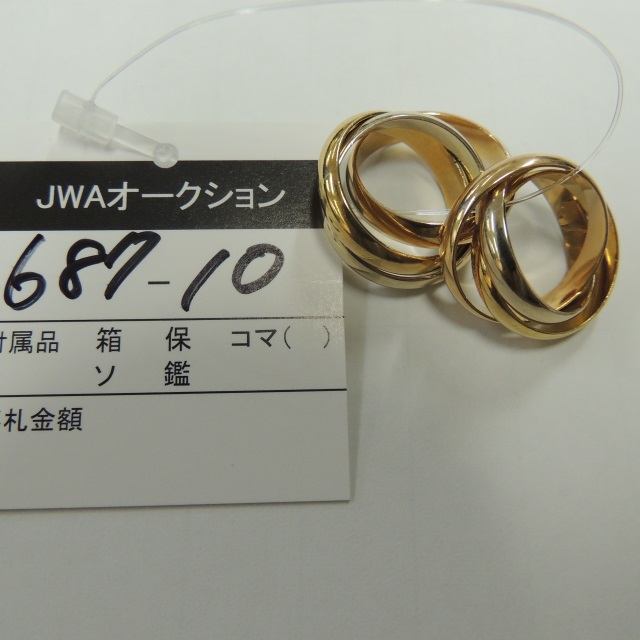 JWAオークション
687-10
付属品 箱 保 コマ( )
ソ 鑑
札金額